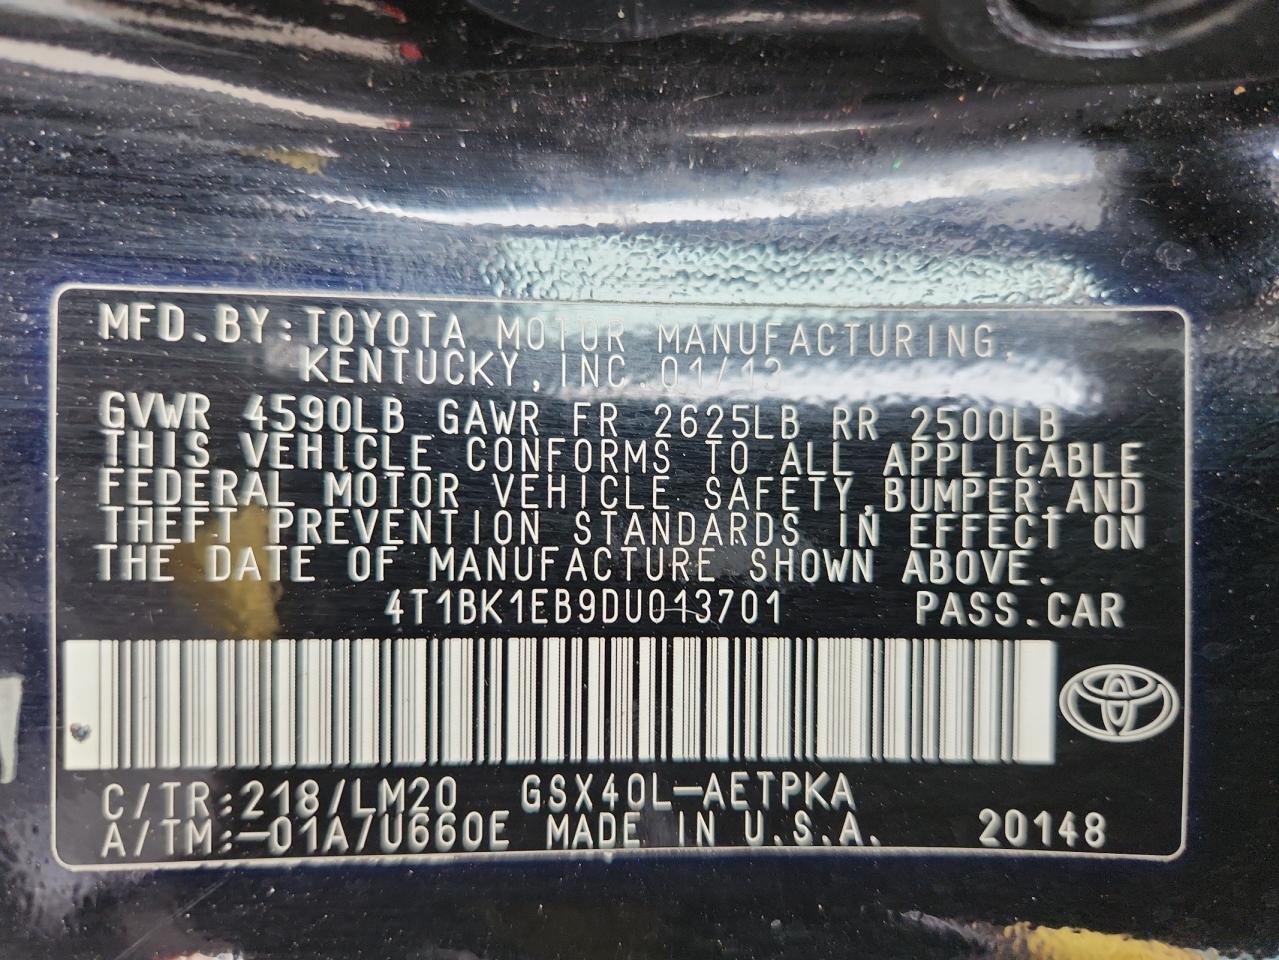 MFD.BY:TOYOTA MOTOR MANUFACTURING,
KENTUCKY,INC.01/13
GVWR 4590LB GAWR FR 2625LB RR 2500LB
THIS VEHICLE CONFORMS TO ALL APPLICABLE
FEDERAL MOTOR VEHICLE SAFETY,BUMPER,AND
THEFT PREVENTION STANDARDS IN EFFECT ON
THE DATE OF MANUFACTURE SHOWN ABOVE.
4T1BK1EB9DU013701 PASS.CAR
C/TR:218/LM20 GSX40L-AETPKA
A/TM:-01A/U660E MADE IN U.S.A. 20148